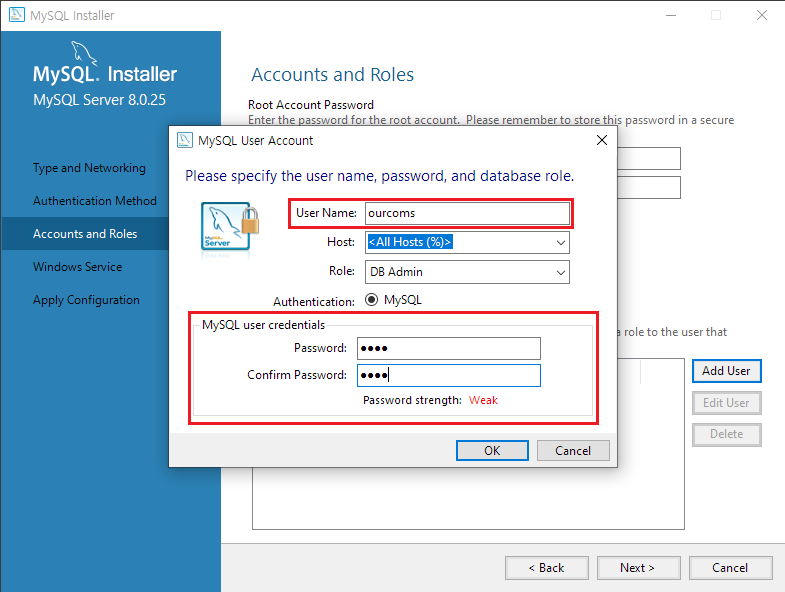 MySQL Installer
MySQL. Installer
MySQL Server 8.0.25
Type and Networking
Authentication Method
Accounts and Roles
Windows Service
Apply Configuration
Accounts and Roles
Root Account Password
Enter the password for the root account. Please remember to store this password in a secure
MySQL User Account
Please specify the user name, password, and database role.
MySQL
Server
User Name: ourcoms
Host: <All Hosts (%)>
Role: DB Admin
Authentication: MySQL
MySQL user credentials
Password: ●●●●
Confirm Password: ●●●●
Password strength: Weak
OK Cancel
a role to the user that
Add User
Edit User
Delete
< Back Next > Cancel